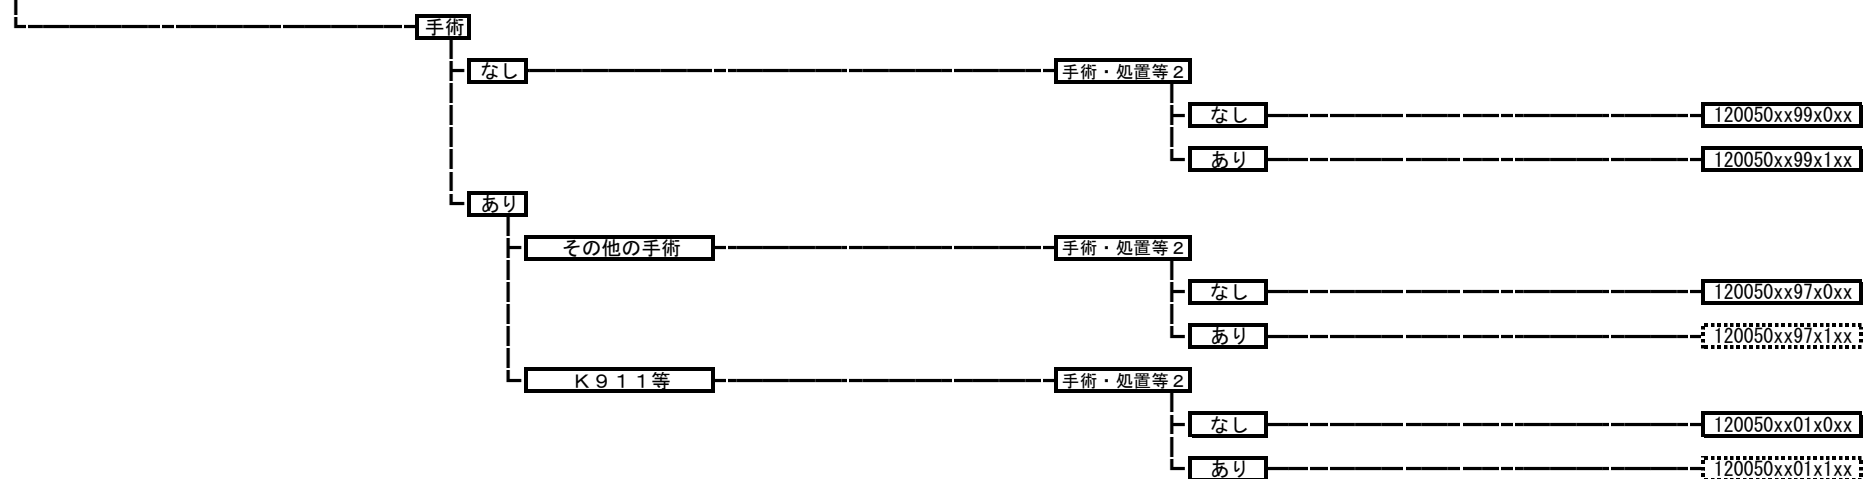 手術
なし
手術・処置等2
なし
120050xx99x0xx
あり
120050xx99x1xx
あり
その他の手術
手術・処置等2
なし
120050xx97x0xx
あり
120050xx97x1xx
K911等
手術・処置等2
なし
120050xx01x0xx
あり
120050xx01x1xx